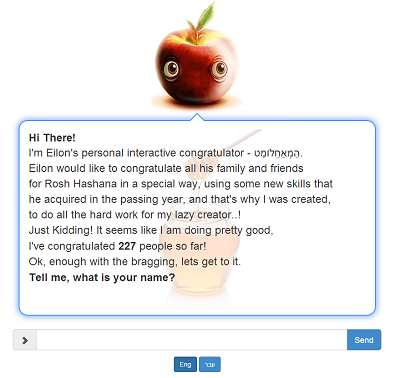 Hi There!
I'm Eilon's personal interactive congratulator - הַמְאַחֵלוֹמָט.
Eilon would like to congratulate all his family and friends
for Rosh Hashana in a special way, using some new skills that
he acquired in the passing year, and that's why I was created,
to do all the hard work for my lazy creator..!
Just Kidding! It seems like I am doing pretty good,
I've congratulated 227 people so far!
Ok, enough with the bragging, lets get to it.
Tell me, what is your name?
Send
Eng עבר